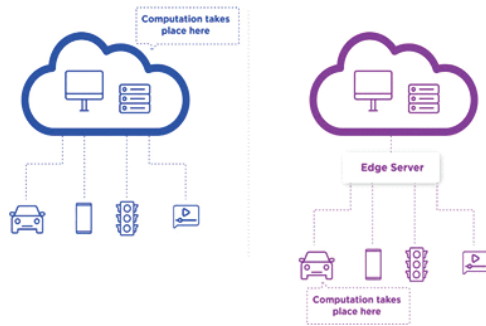 Computation takes
place here
Edge Server
Computation takes
place here